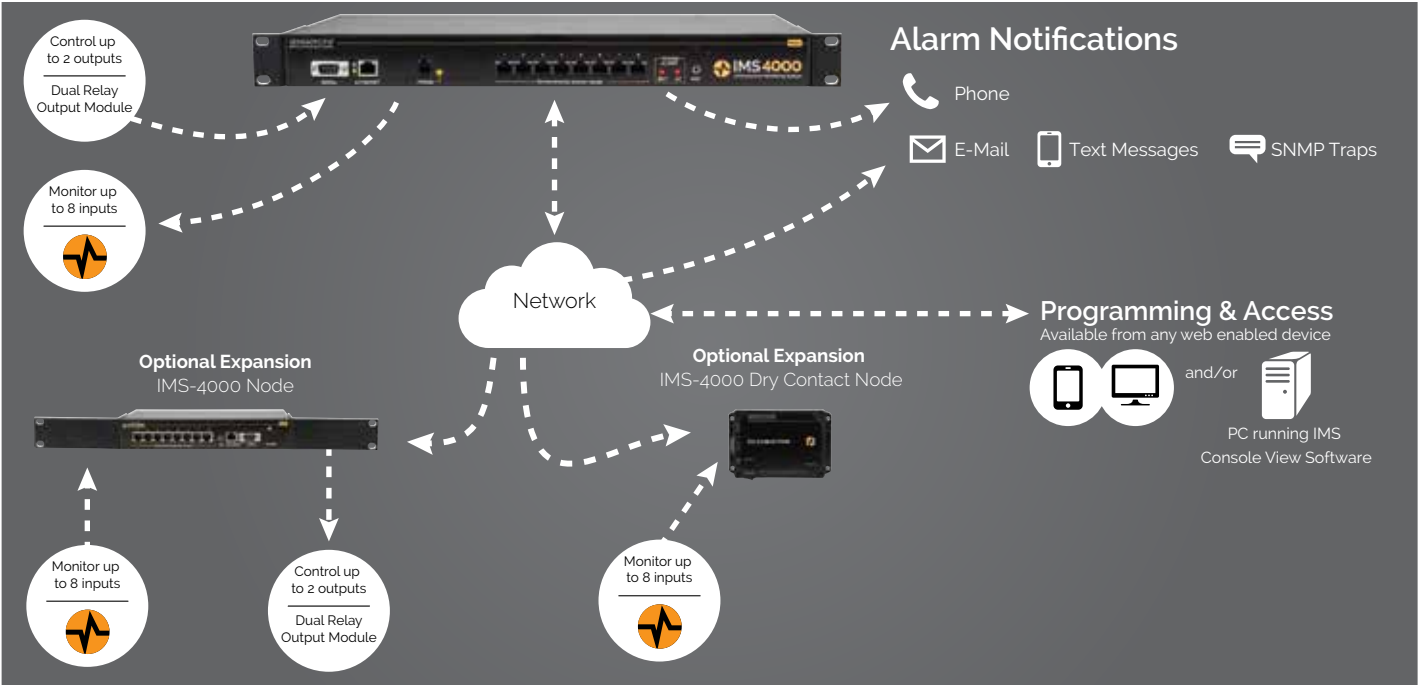 Control up
to 2 outputs
Dual Relay
Output Module
IMS4000
Alarm Notifications
Phone
E-Mail
Text Messages
SNMP Traps
Monitor up
to 8 inputs
Network
Programming & Access
Available from any web enabled device
and/or
PC running IMS
Console View Software
Optional Expansion
IMS-4000 Node
Optional Expansion
IMS-4000 Dry Contact Node
Monitor up
to 8 inputs
Control up
to 2 outputs
Dual Relay
Output Module
Monitor up
to 8 inputs